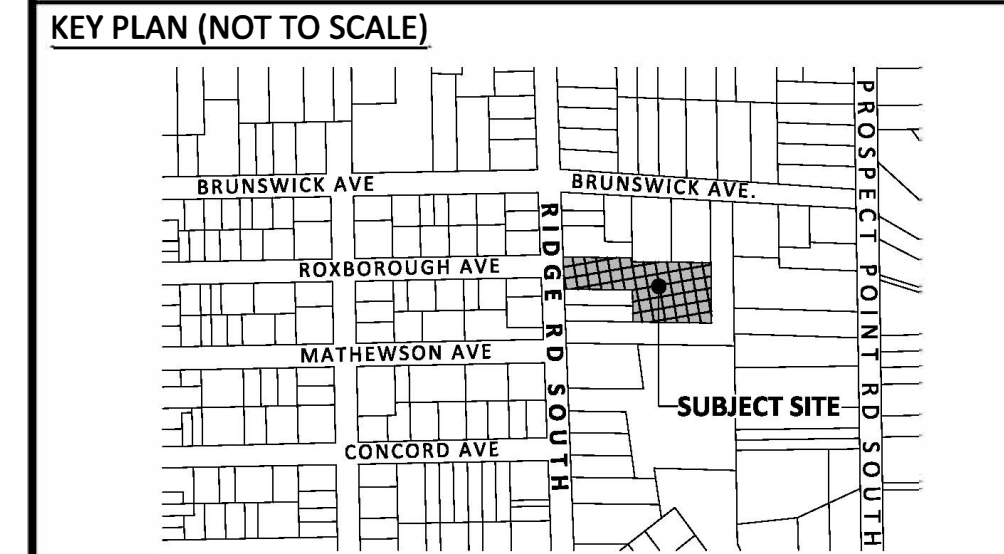 KEY PLAN (NOT TO SCALE)
BRUNSWICK AVE
BRUNSWICK AVE.
ROXBOROUGH AVE
MATHEWSON AVE
CONCORD AVE
RIDGE RD SOUTH
SUBJECT SITE
PROSPECT POINT RD SOUTH